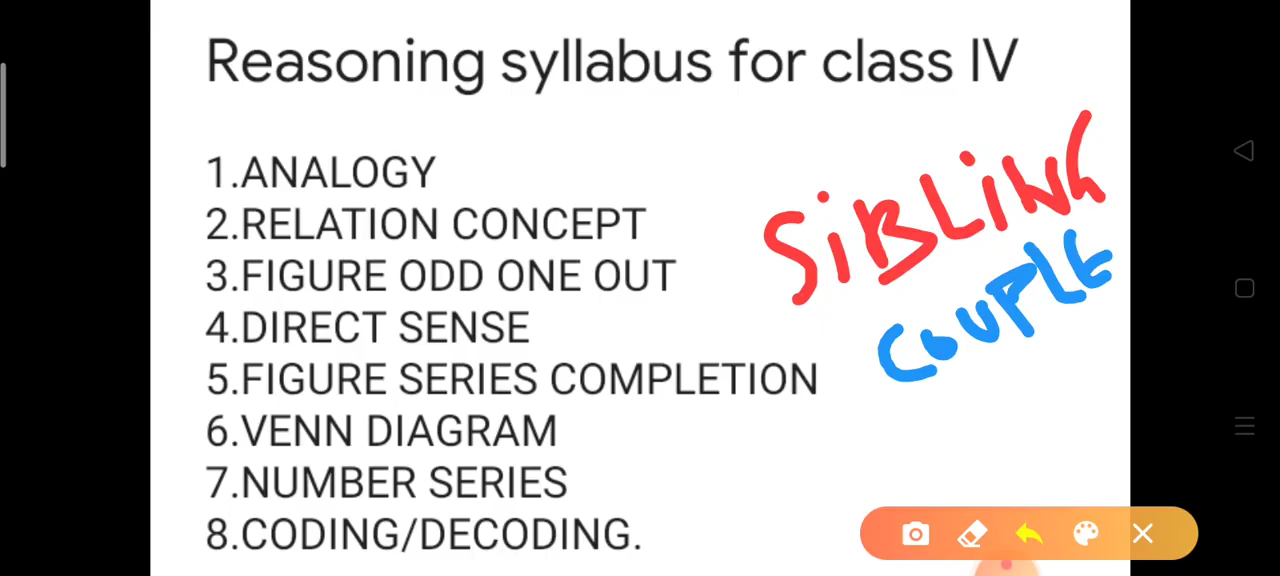 Reasoning syllabus for class IV
1.ANALOGY
2.RELATION CONCEPT
3.FIGURE ODD ONE OUT
4.DIRECT SENSE
5.FIGURE SERIES COMPLETION
6.VENN DIAGRAM
7.NUMBER SERIES
8.CODING/DECODING.
SiBLiNG
COUPLE